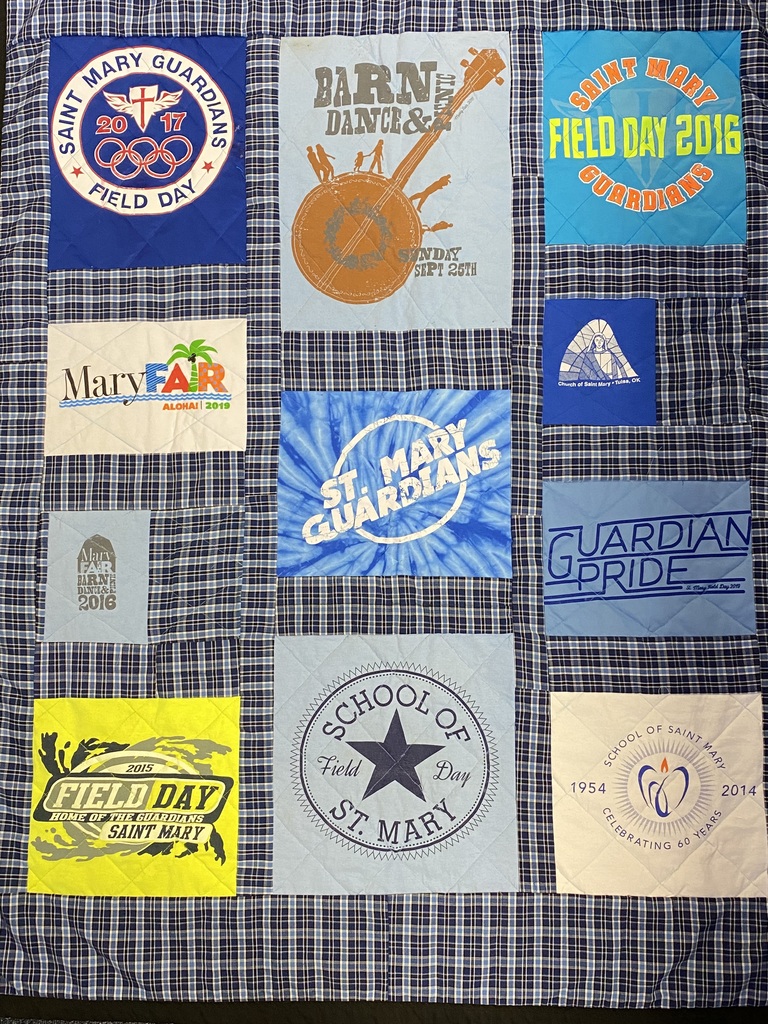 SAINT MARY GUARDIANS
20 17
FIELD DAY
BARN
DANCE &
PICNIC
SUNDAY
SEPT 25TH
SAINT MARY
FIELD DAY 2016
GUARDIANS
MaryFAIR
ALOHA! | 2019
Church of Saint Mary • Tulsa, OK
ST. MARY
GUARDIANS
Mary
FAIR
BARN
DANCE &
2016
GUARDIAN
PRIDE
2015
FIELD DAY
HOME OF THE GUARDIANS
SAINT MARY
SCHOOL OF
Field Day
ST. MARY
SCHOOL OF SAINT MARY
1954 2014
CELEBRATING 60 YEARS